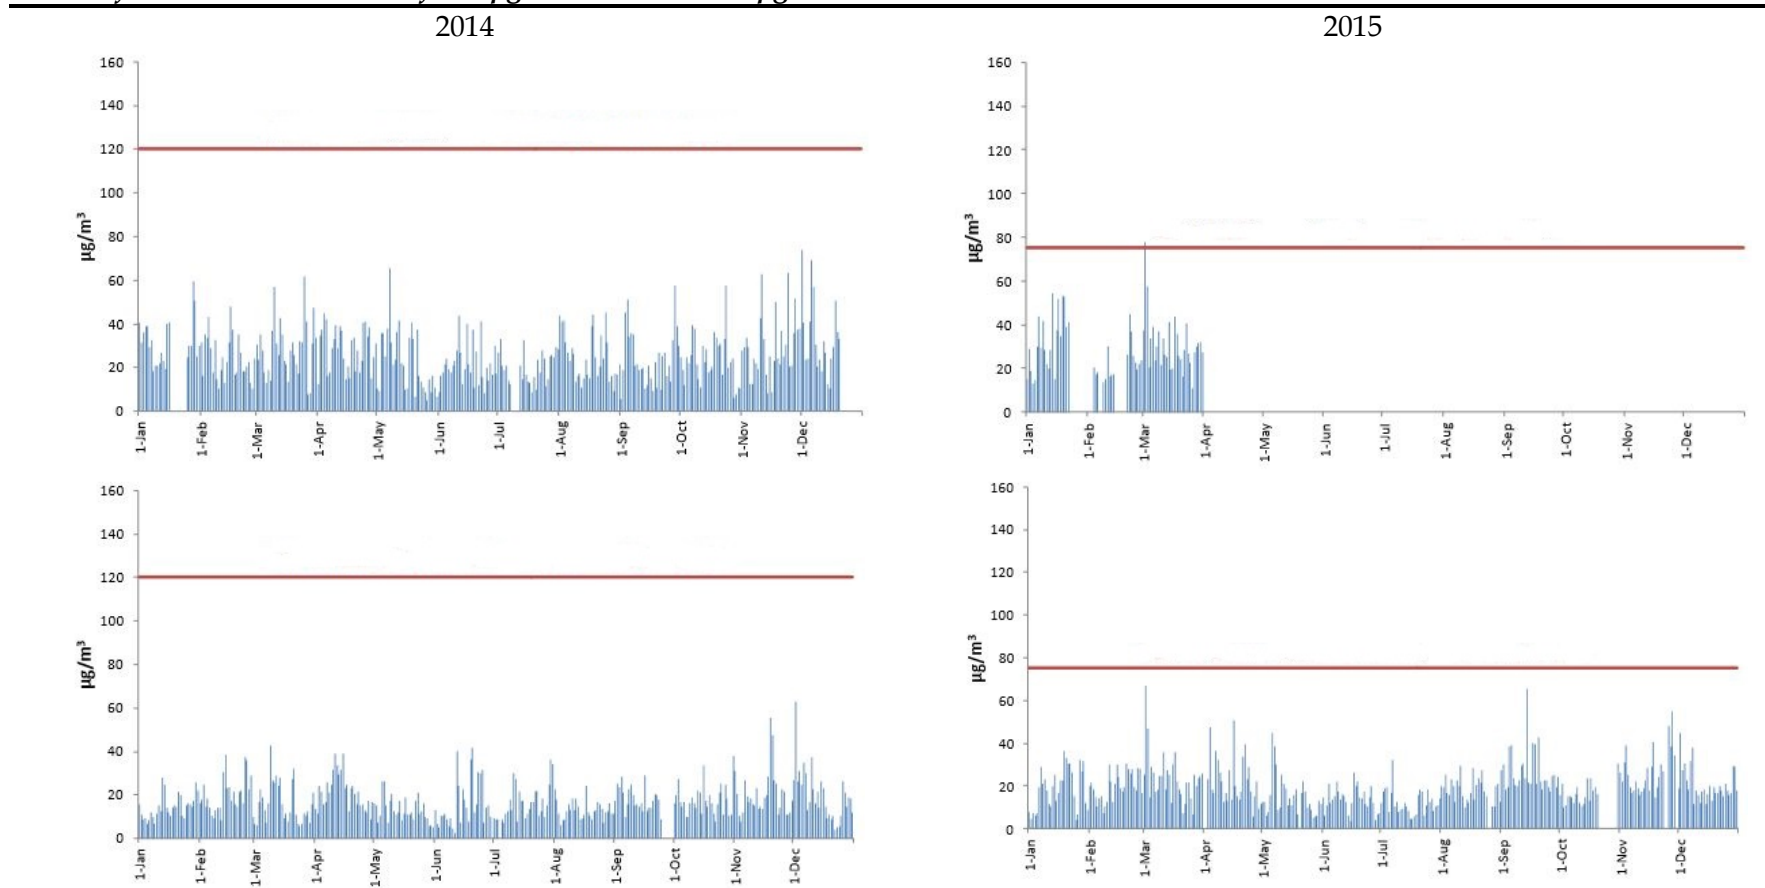 2014
2015
160
140
120
100
80
60
40
20
0
µg/m³
1-Jan
1-Feb
1-Mar
1-Apr
1-May
1-Jun
1-Jul
1-Aug
1-Sep
1-Oct
1-Nov
1-Dec
160
140
120
100
80
60
40
20
0
µg/m³
1-Jan
1-Feb
1-Mar
1-Apr
1-May
1-Jun
1-Jul
1-Aug
1-Sep
1-Oct
1-Nov
1-Dec
160
140
120
100
80
60
40
20
0
µg/m³
1-Jan
1-Feb
1-Mar
1-Apr
1-May
1-Jun
1-Jul
1-Aug
1-Sep
1-Oct
1-Nov
1-Dec
160
140
120
100
80
60
40
20
0
µg/m³
1-Jan
1-Feb
1-Mar
1-Apr
1-May
1-Jun
1-Jul
1-Aug
1-Sep
1-Oct
1-Nov
1-Dec